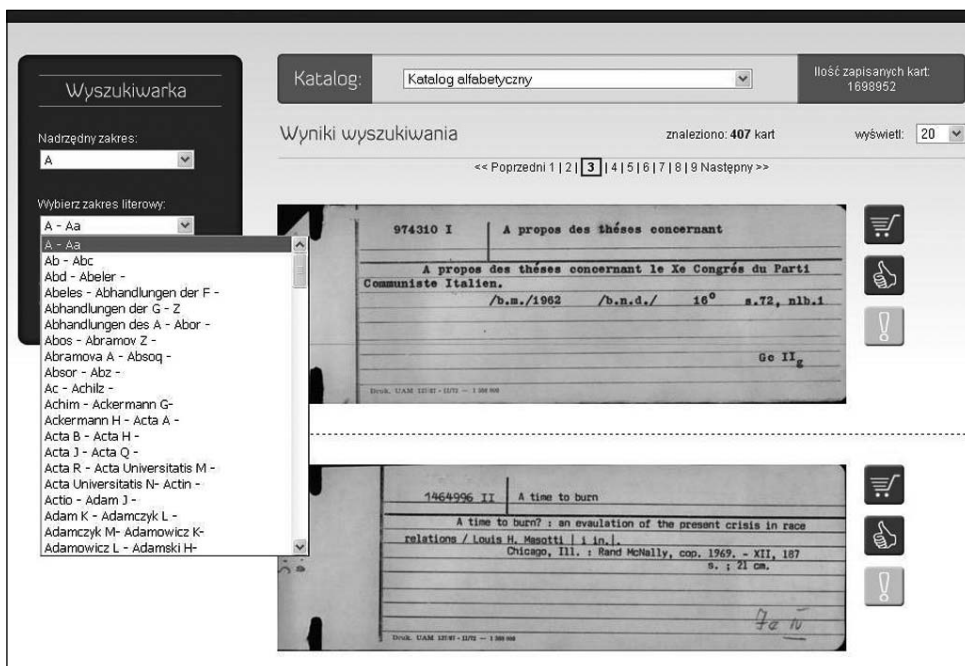 Wyszukiwarka
Nadrzędny zakres:
A
Wybierz zakres literowy:
A - Aa
A - Aa
Ab - Abc
Abd - Abeler -
Abeles - Abhandlungen der F -
Abhandlungen der G - Z
Abhandlungen des A - Abor -
Abos - Abramov Z -
Abramova A - Absoq -
Absor - Abz -
Ac - Achilz -
Achim - Ackermann G-
Ackermann H - Acta A -
Acta B - Acta H -
Acta J - Acta Q -
Acta R - Acta Universitatis M -
Acta Universitatis N- Actin -
Actio - Adam J -
Adam K - Adamczyk L -
Adamczyk M- Adamowicz K-
Adamowicz L - Adamski H-
Katalog: Katalog alfabetyczny
Ilość zapisanych kart:
1698952
Wyniki wyszukiwania znaleziono: 407 kart wyświetl: 20
<< Poprzedni 1 | 2 | 3 | 4 | 5 | 6 | 7 | 8 | 9 Następny >>
974310 I A propos des théses concernant
A propos des théses concernant le Xe Congrés du Parti
Communiste Italien.
/b.m./1962 /b.n.d./ 16° s.72, nlb.1
Gc IIg
Druk. UAM
1464996 II A time to burn
A time to burn? : an evaulation of the present crisis in race
relations / Louis H. Masotti | i in.|.
Chicago, Ill. : Rand McNally, cop. 1969. - XII, 187
s. ; 21 cm.
Druk. UAM